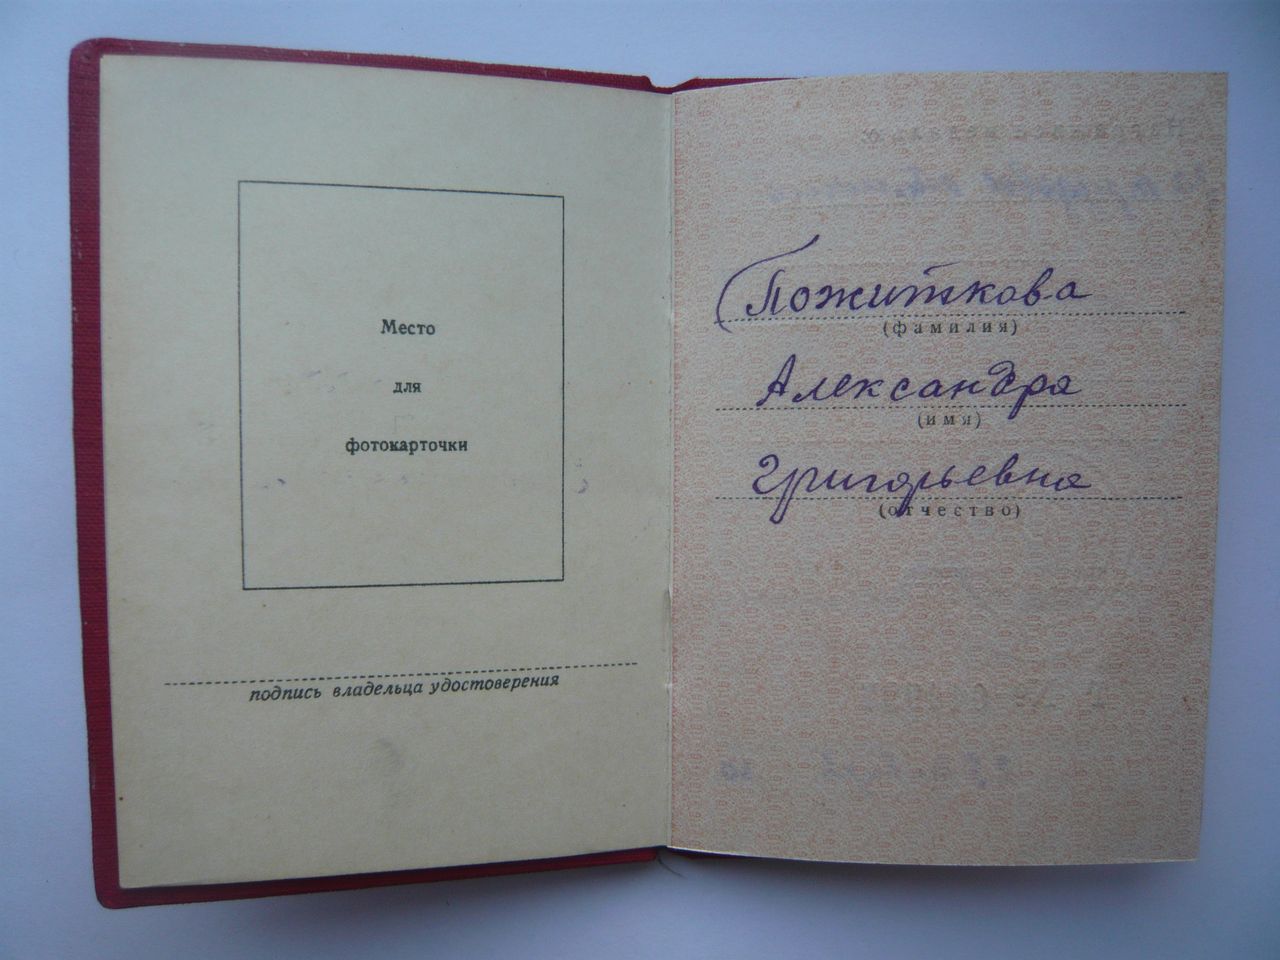 Место
для
фотокарточки
подпись владельца удостоверения
Пожиткова
(фамилия)
Александра
(имя)
Григорьевна
(отчество)